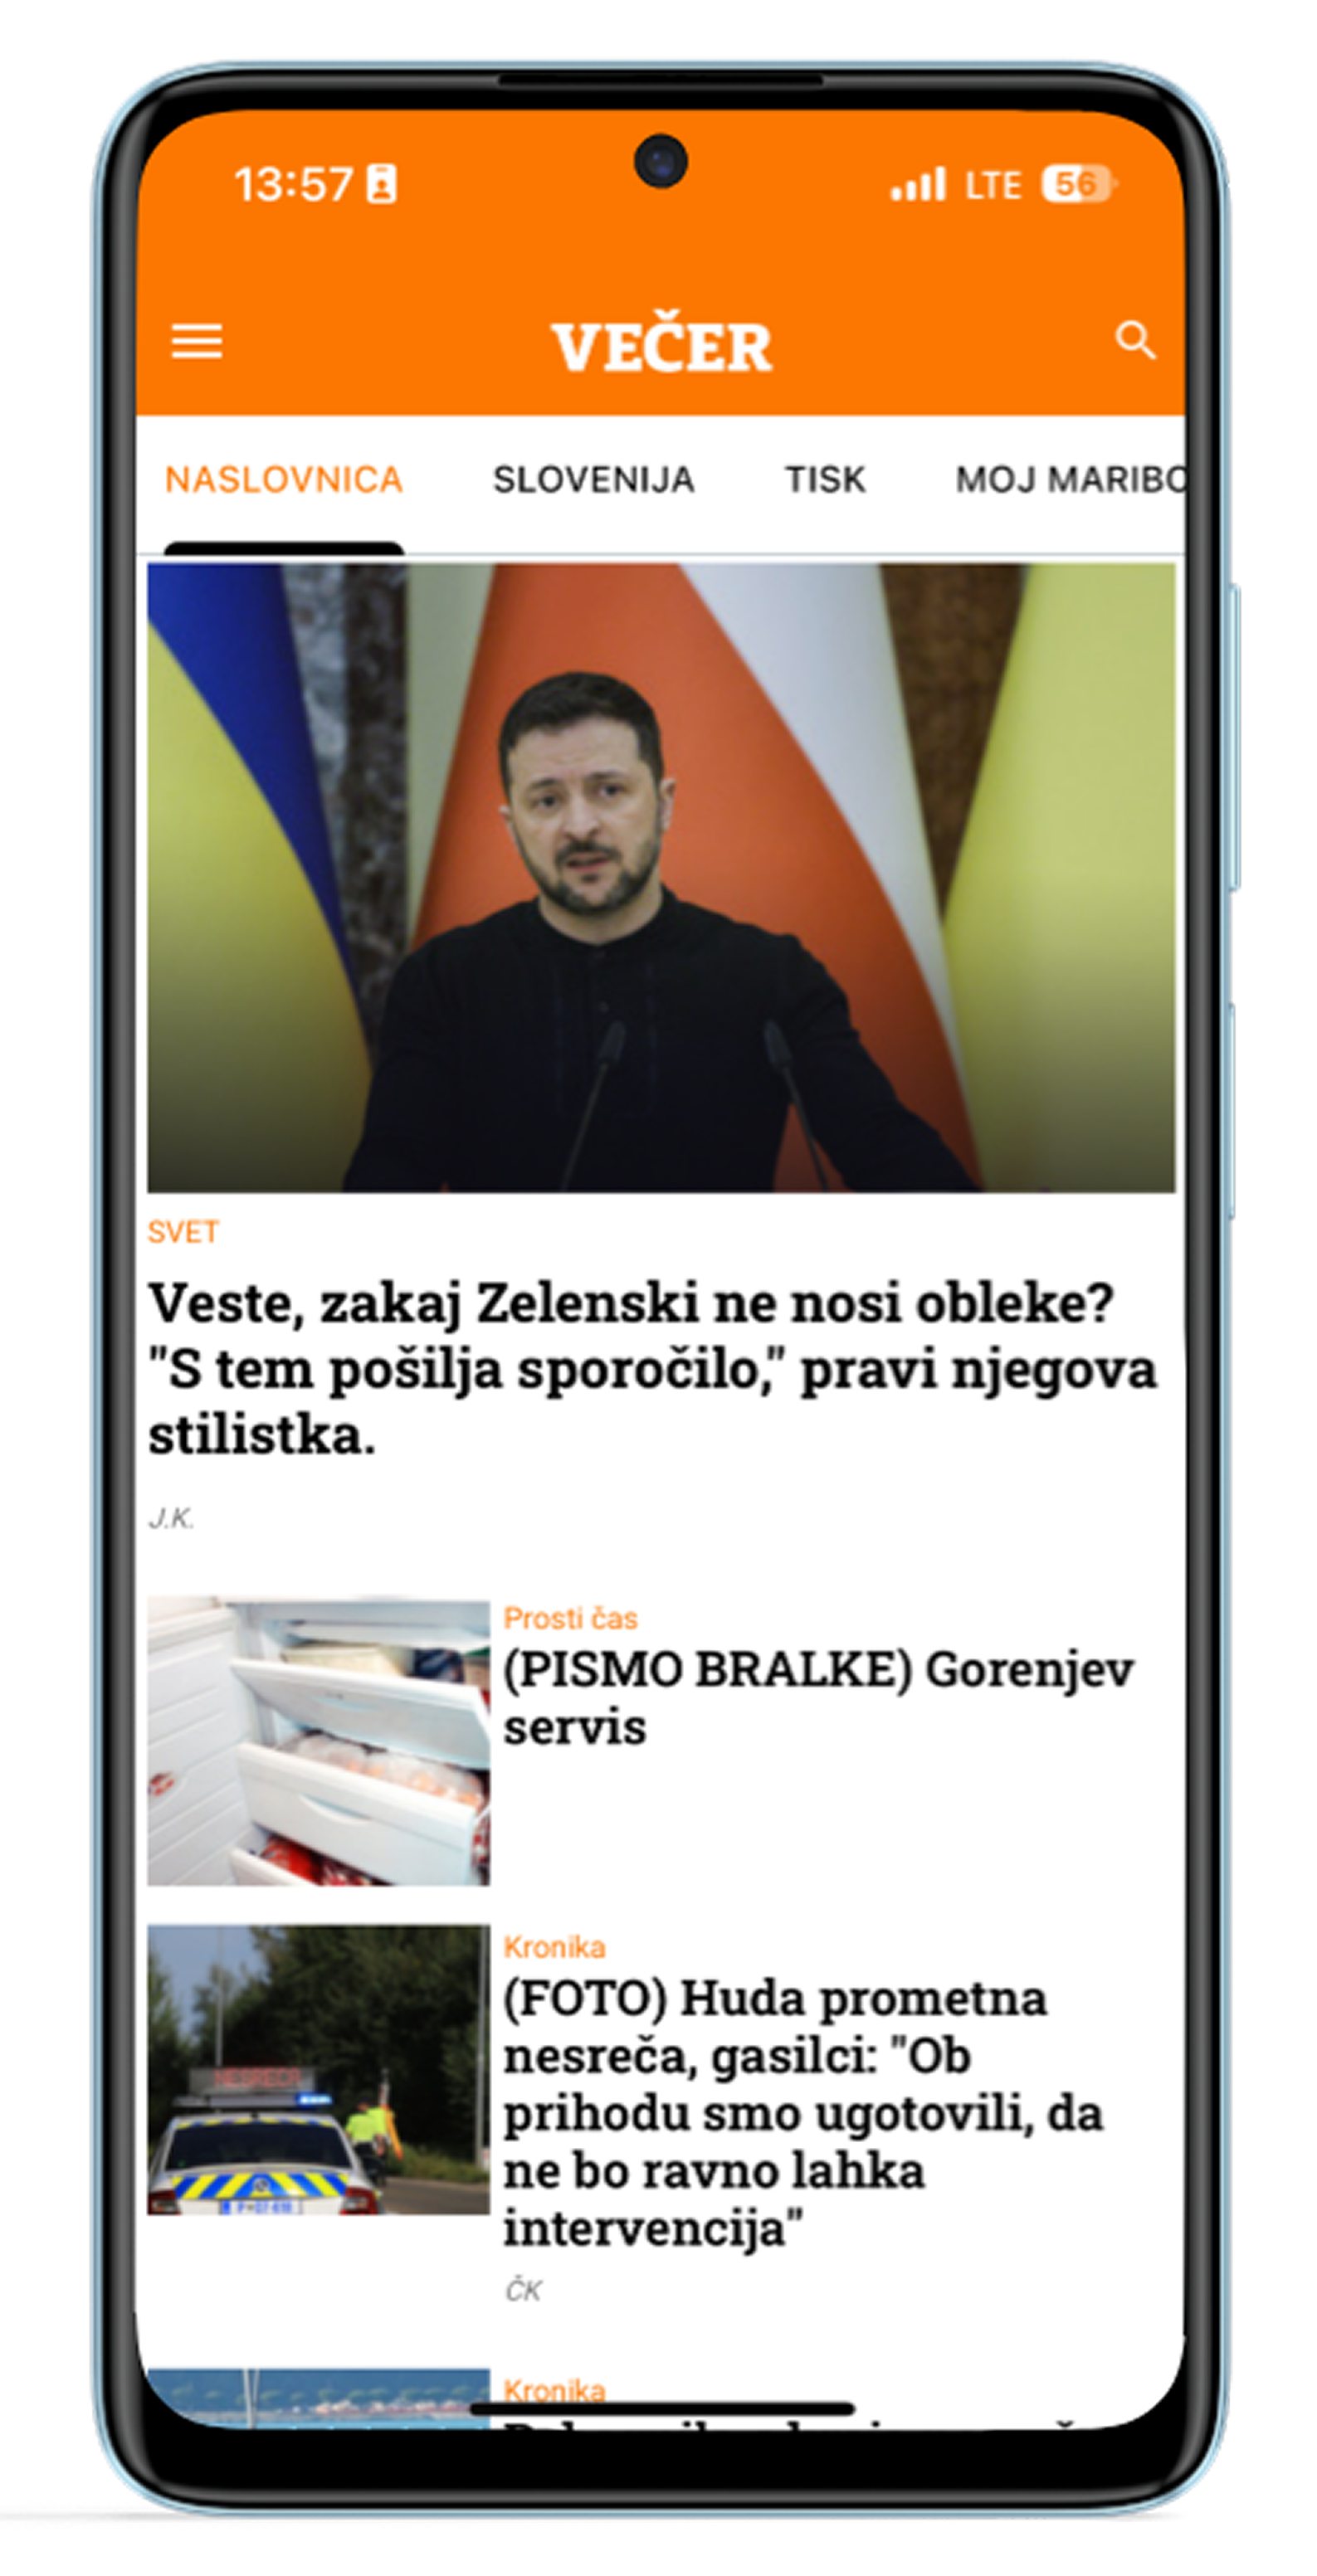 13:57
LTE 56
VEČER
NASLOVNICA SLOVENIJA TISK MOJ MARIBO
SVET
Veste, zakaj Zelenski ne nosi obleke?
"S tem pošilja sporočilo," pravi njegova
stilistka.
J.K.
Prosti čas
(PISMO BRALKE) Gorenjev
servis
Kronika
(FOTO) Huda prometna
nesreča, gasilci: "Ob
prihodu smo ugotovili, da
ne bo ravno lahka
intervencija"
NESREČA
ČK
Kronika